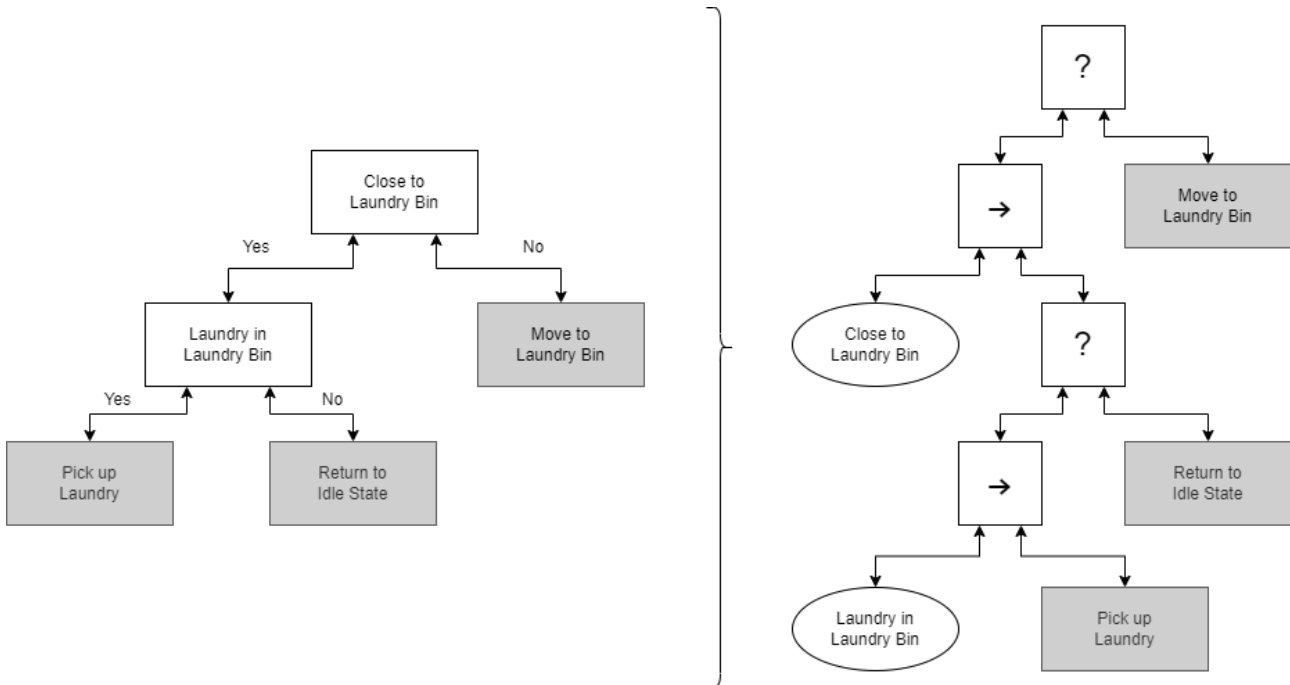 Close to
Laundry Bin
Yes
No
Laundry in
Laundry Bin
Move to
Laundry Bin
Yes
No
Pick up
Laundry
Return to
Idle State
?
→
Move to
Laundry Bin
Close to
Laundry Bin
?
→
Return to
Idle State
Laundry in
Laundry Bin
Pick up
Laundry